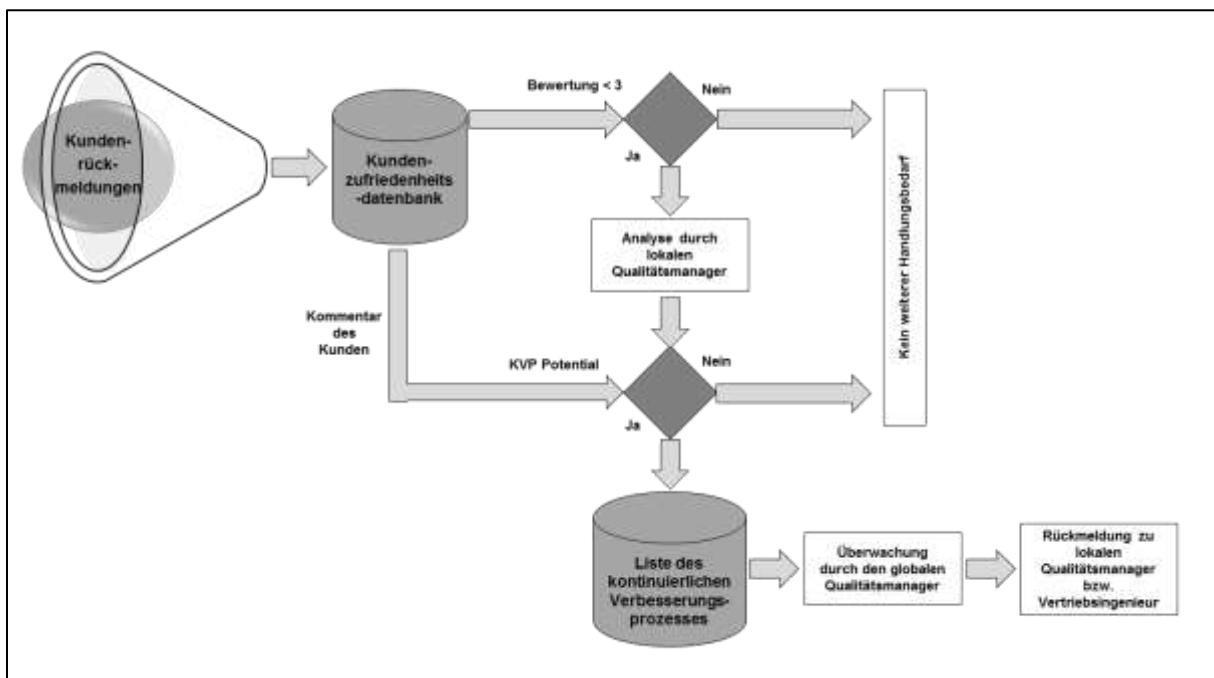 Kunden-
rück-
meldungen
Kunden-
zufriedenheits
-datenbank
Bewertung < 3
Nein
Ja
Analyse durch
lokalen
Qualitätsmanager
Kommentar
des
Kunden
KVP Potential
Nein
Ja
Kein weiterer Handlungsbedarf
Liste des
kontinuierlichen
Verbesserungs-
prozesses
Überwachung
durch den globalen
Qualitätsmanager
Rückmeldung zu
lokalen
Qualitätsmanager
bzw.
Vertriebsingenieur